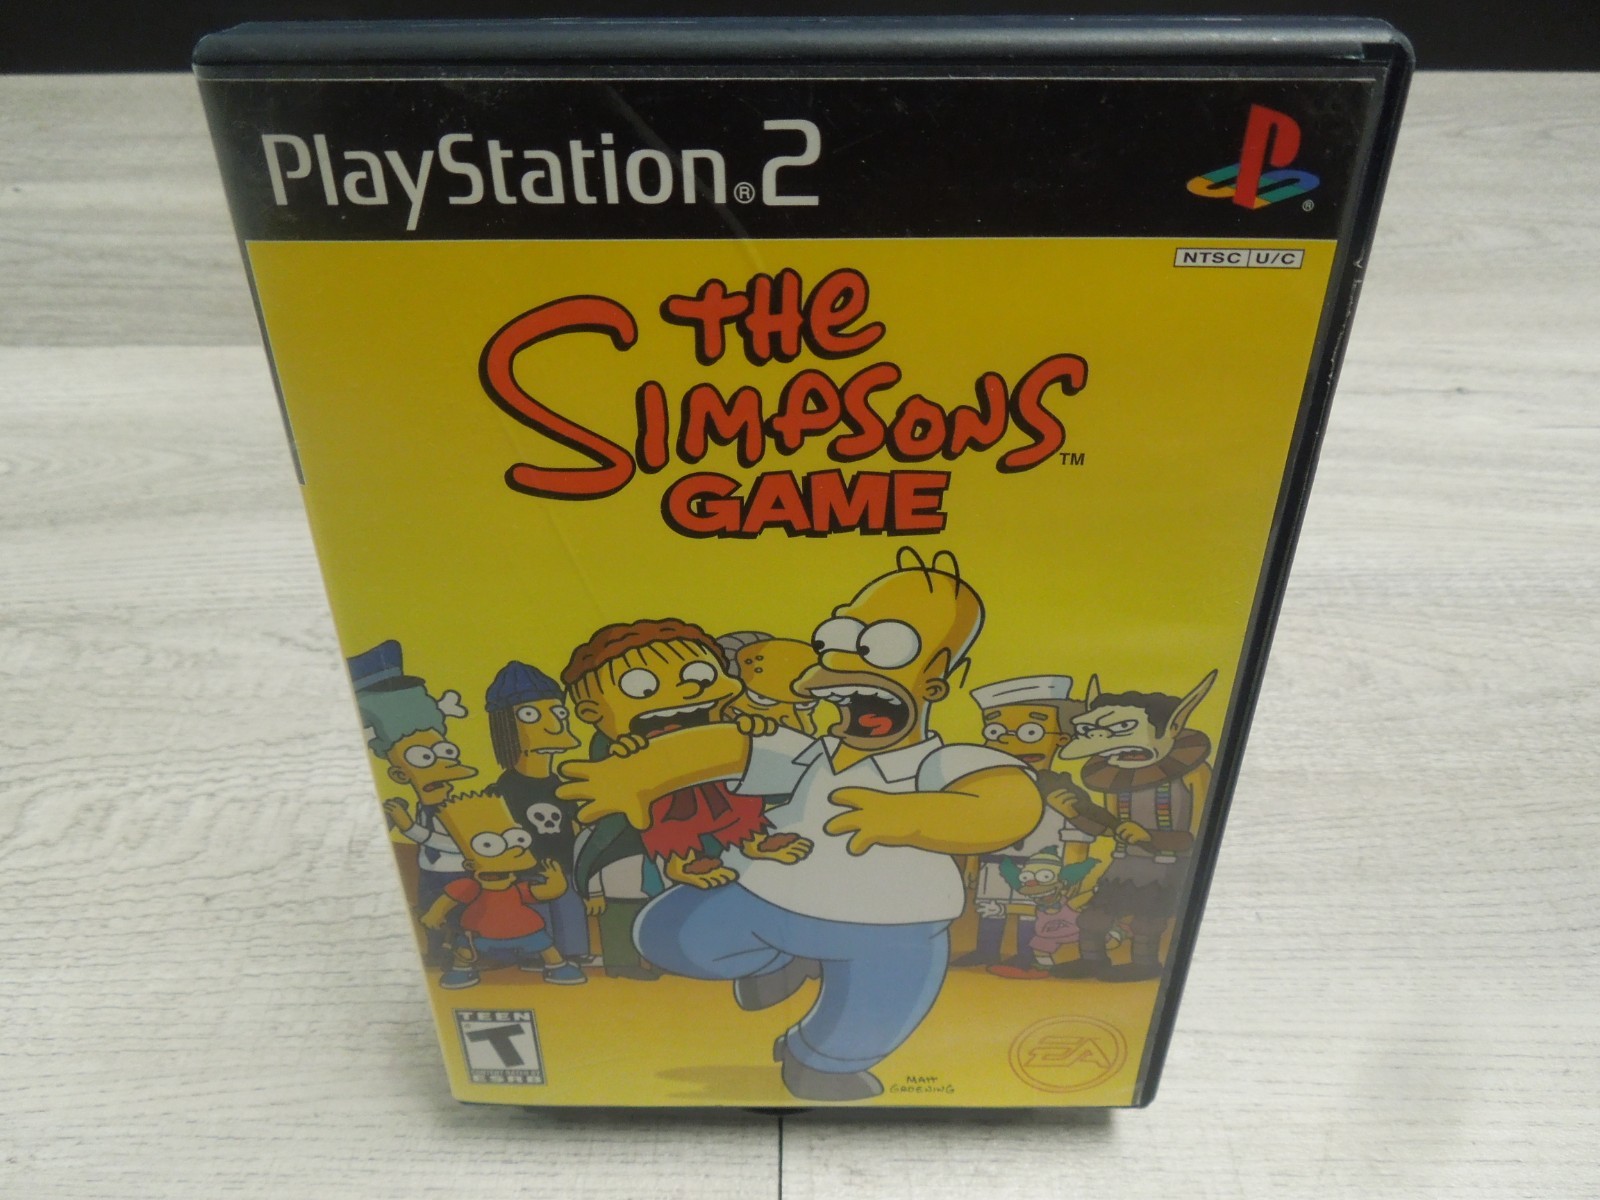 PlayStation®2
®
NTSC U/C
THE
SIMPSONS™
GAME
TEEN
T
ESRB
EA
MATT
GROENING